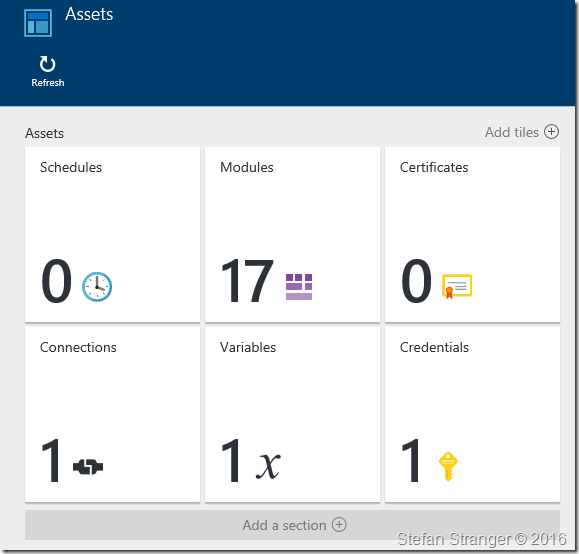 Assets
Refresh
Assets
Add tiles
Schedules
Modules
Certificates
0
17
0
Connections
Variables
Credentials
1
1 x
1
Add a section
Stefan Stranger © 2016